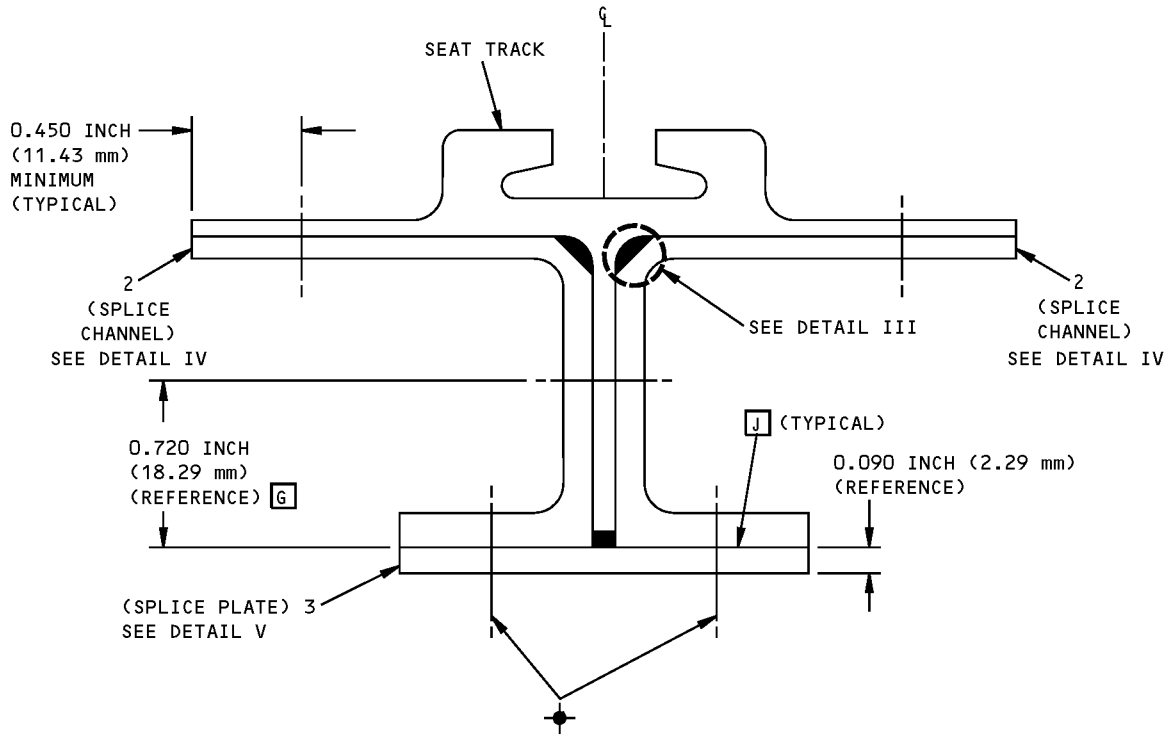 ℄
SEAT TRACK
0.450 INCH
(11.43 mm)
MINIMUM
(TYPICAL)
2
(SPLICE
CHANNEL)
SEE DETAIL IV
2
(SPLICE
CHANNEL)
SEE DETAIL IV
SEE DETAIL III
0.720 INCH
(18.29 mm)
(REFERENCE) G
J (TYPICAL)
0.090 INCH (2.29 mm)
(REFERENCE)
(SPLICE PLATE) 3
SEE DETAIL V